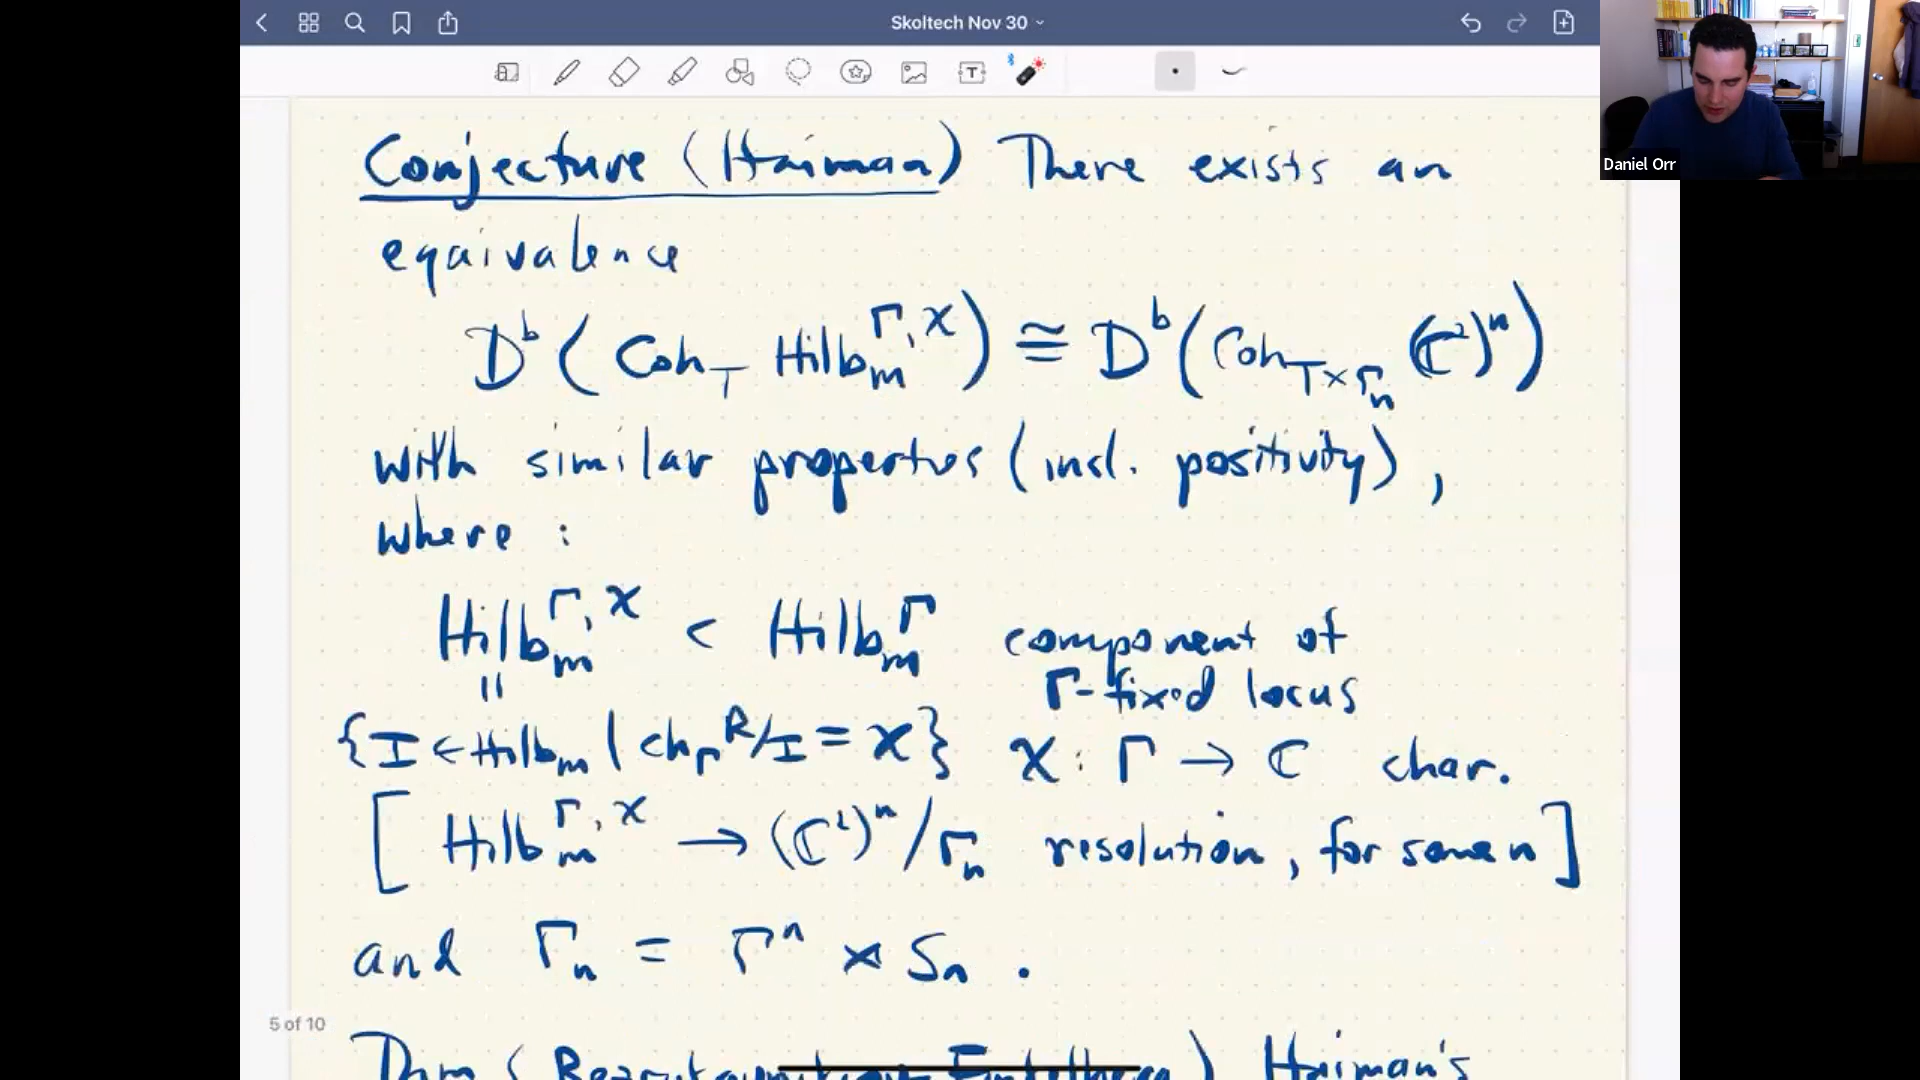 Skoltech Nov 30
Daniel Orr
Conjecture (Haiman) There exists an
equivalence
D^b ( Coh_T Hilb_m^{Γ,χ} ) ≅ D^b ( Coh_{T×Γ_n} (ℂ²)^n )
with similar properties (incl. positivity),
where :
Hilb_m^{Γ,χ} < Hilb_m^Γ component of
Γ-fixed locus
||
{I ∈ Hilb_m | ch_Γ R/I = χ} χ : Γ → ℂ char.
[ Hilb_m^{Γ,χ} → (ℂ²)^n / Γ_n resolution, for some n ]
and Γ_n = Γ^n ⋊ S_n .
5 of 10
Thm ( Haiman's